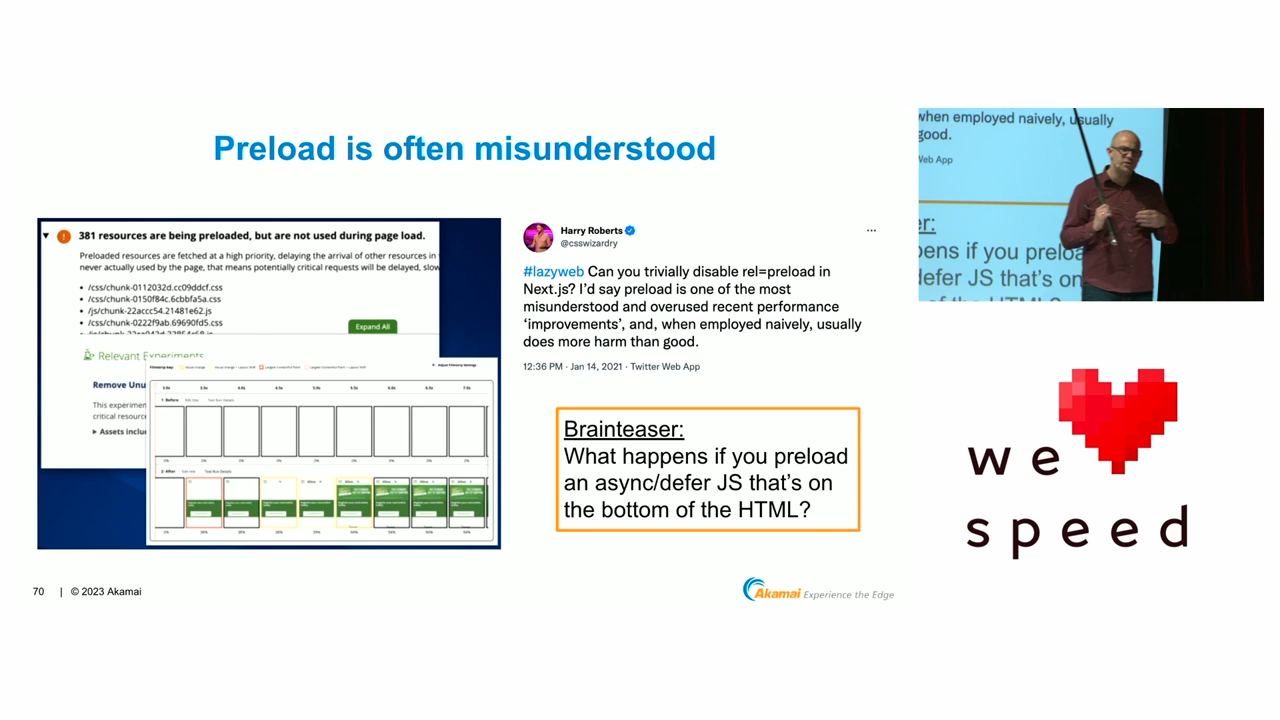 Preload is often misunderstood
381 resources are being preloaded, but are not used during page load.
Preloaded resources are fetched at a high priority, delaying the arrival of other resources in
never actually used by the page, that means potentially critical requests will be delayed, slow
• /css/chunk-0112032d.cc09ddcf.css
• /css/chunk-0150f84c.6cbbfa5a.css
• /js/chunk-22accc54.21481e62.js
• /css/chunk-0222f9ab.69690fd5.css
Expand All
Relevant Experiments
Remove Unu
This experimen
critical resource
Assets inclu
1: Before
2: After
Harry Roberts
@csswizardry
#lazyweb Can you trivially disable rel=preload in
Next.js? I'd say preload is one of the most
misunderstood and overused recent performance
‘improvements’, and, when employed naively, usually
does more harm than good.
12:36 PM · Jan 14, 2021 · Twitter Web App
Brainteaser:
What happens if you preload
an async/defer JS that's on
the bottom of the HTML?
70 | © 2023 Akamai
Akamai Experience the Edge
when employed naively, usually
good.
Web App
er:
pens if you preloa
defer JS that's on
we
speed